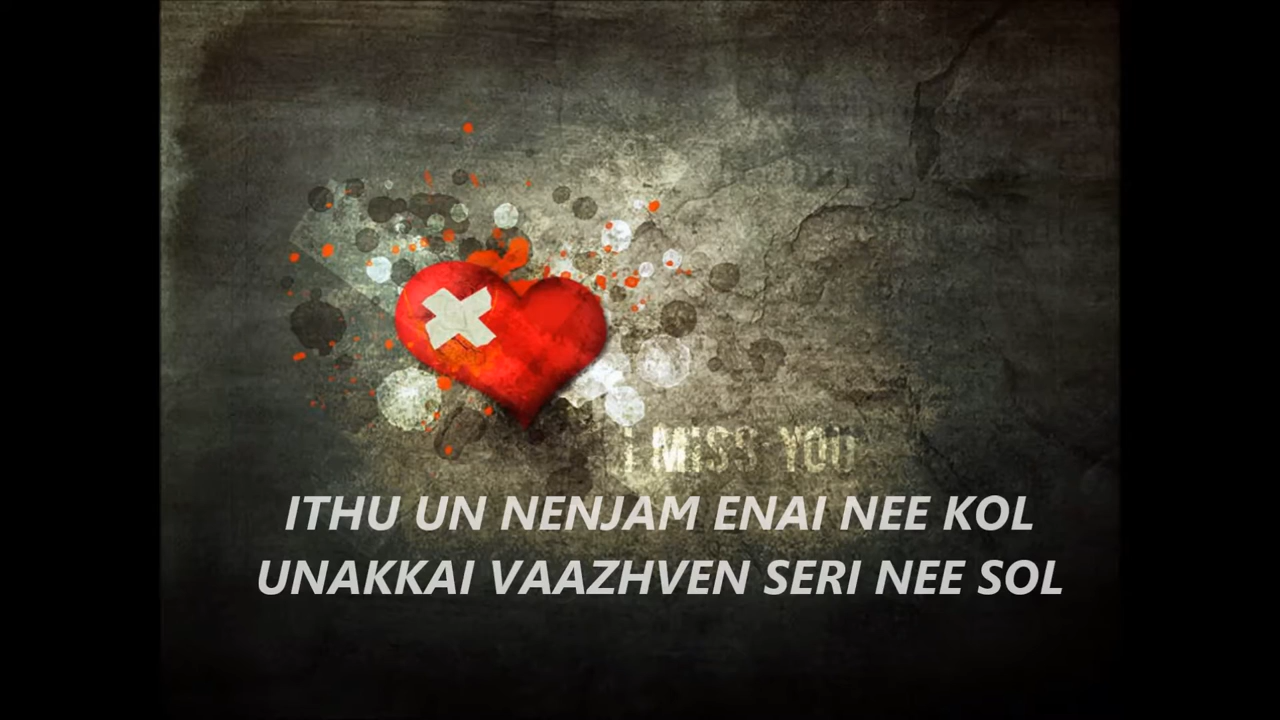 I MISS YOU
ITHU UN NENJAM ENAI NEE KOL
UNAKKAI VAAZHVEN SERI NEE SOL